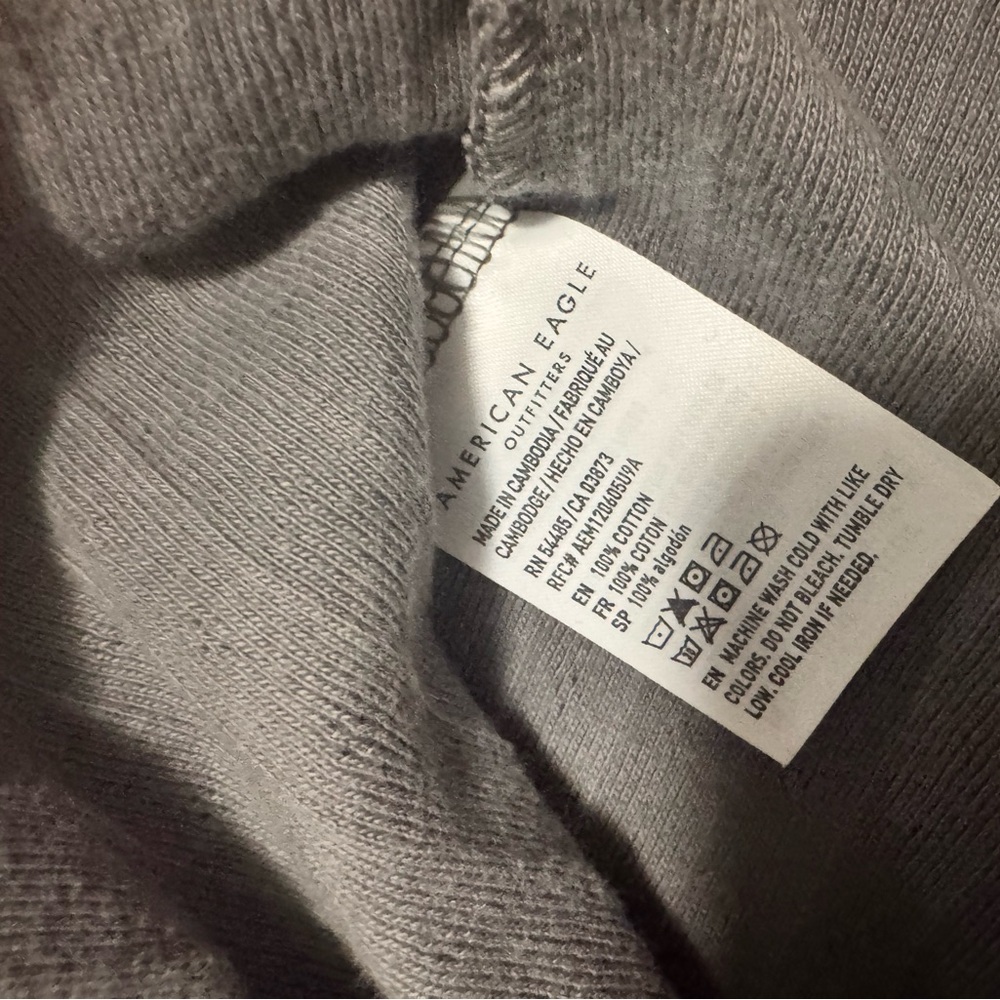 AMERICAN EAGLE
OUTFITTERS
MADE IN CAMBODIA / FABRIQUÉ AU
CAMBODGE / HECHO EN CAMBOYA /
RN 54485 / CA 03873
RFC# AEM120605U9A
EN 100% COTTON
FR 100% COTON
SP 100% algodón
30
EN MACHINE WASH COLD WITH LIKE
COLORS. DO NOT BLEACH. TUMBLE DRY
LOW. COOL IRON IF NEEDED.